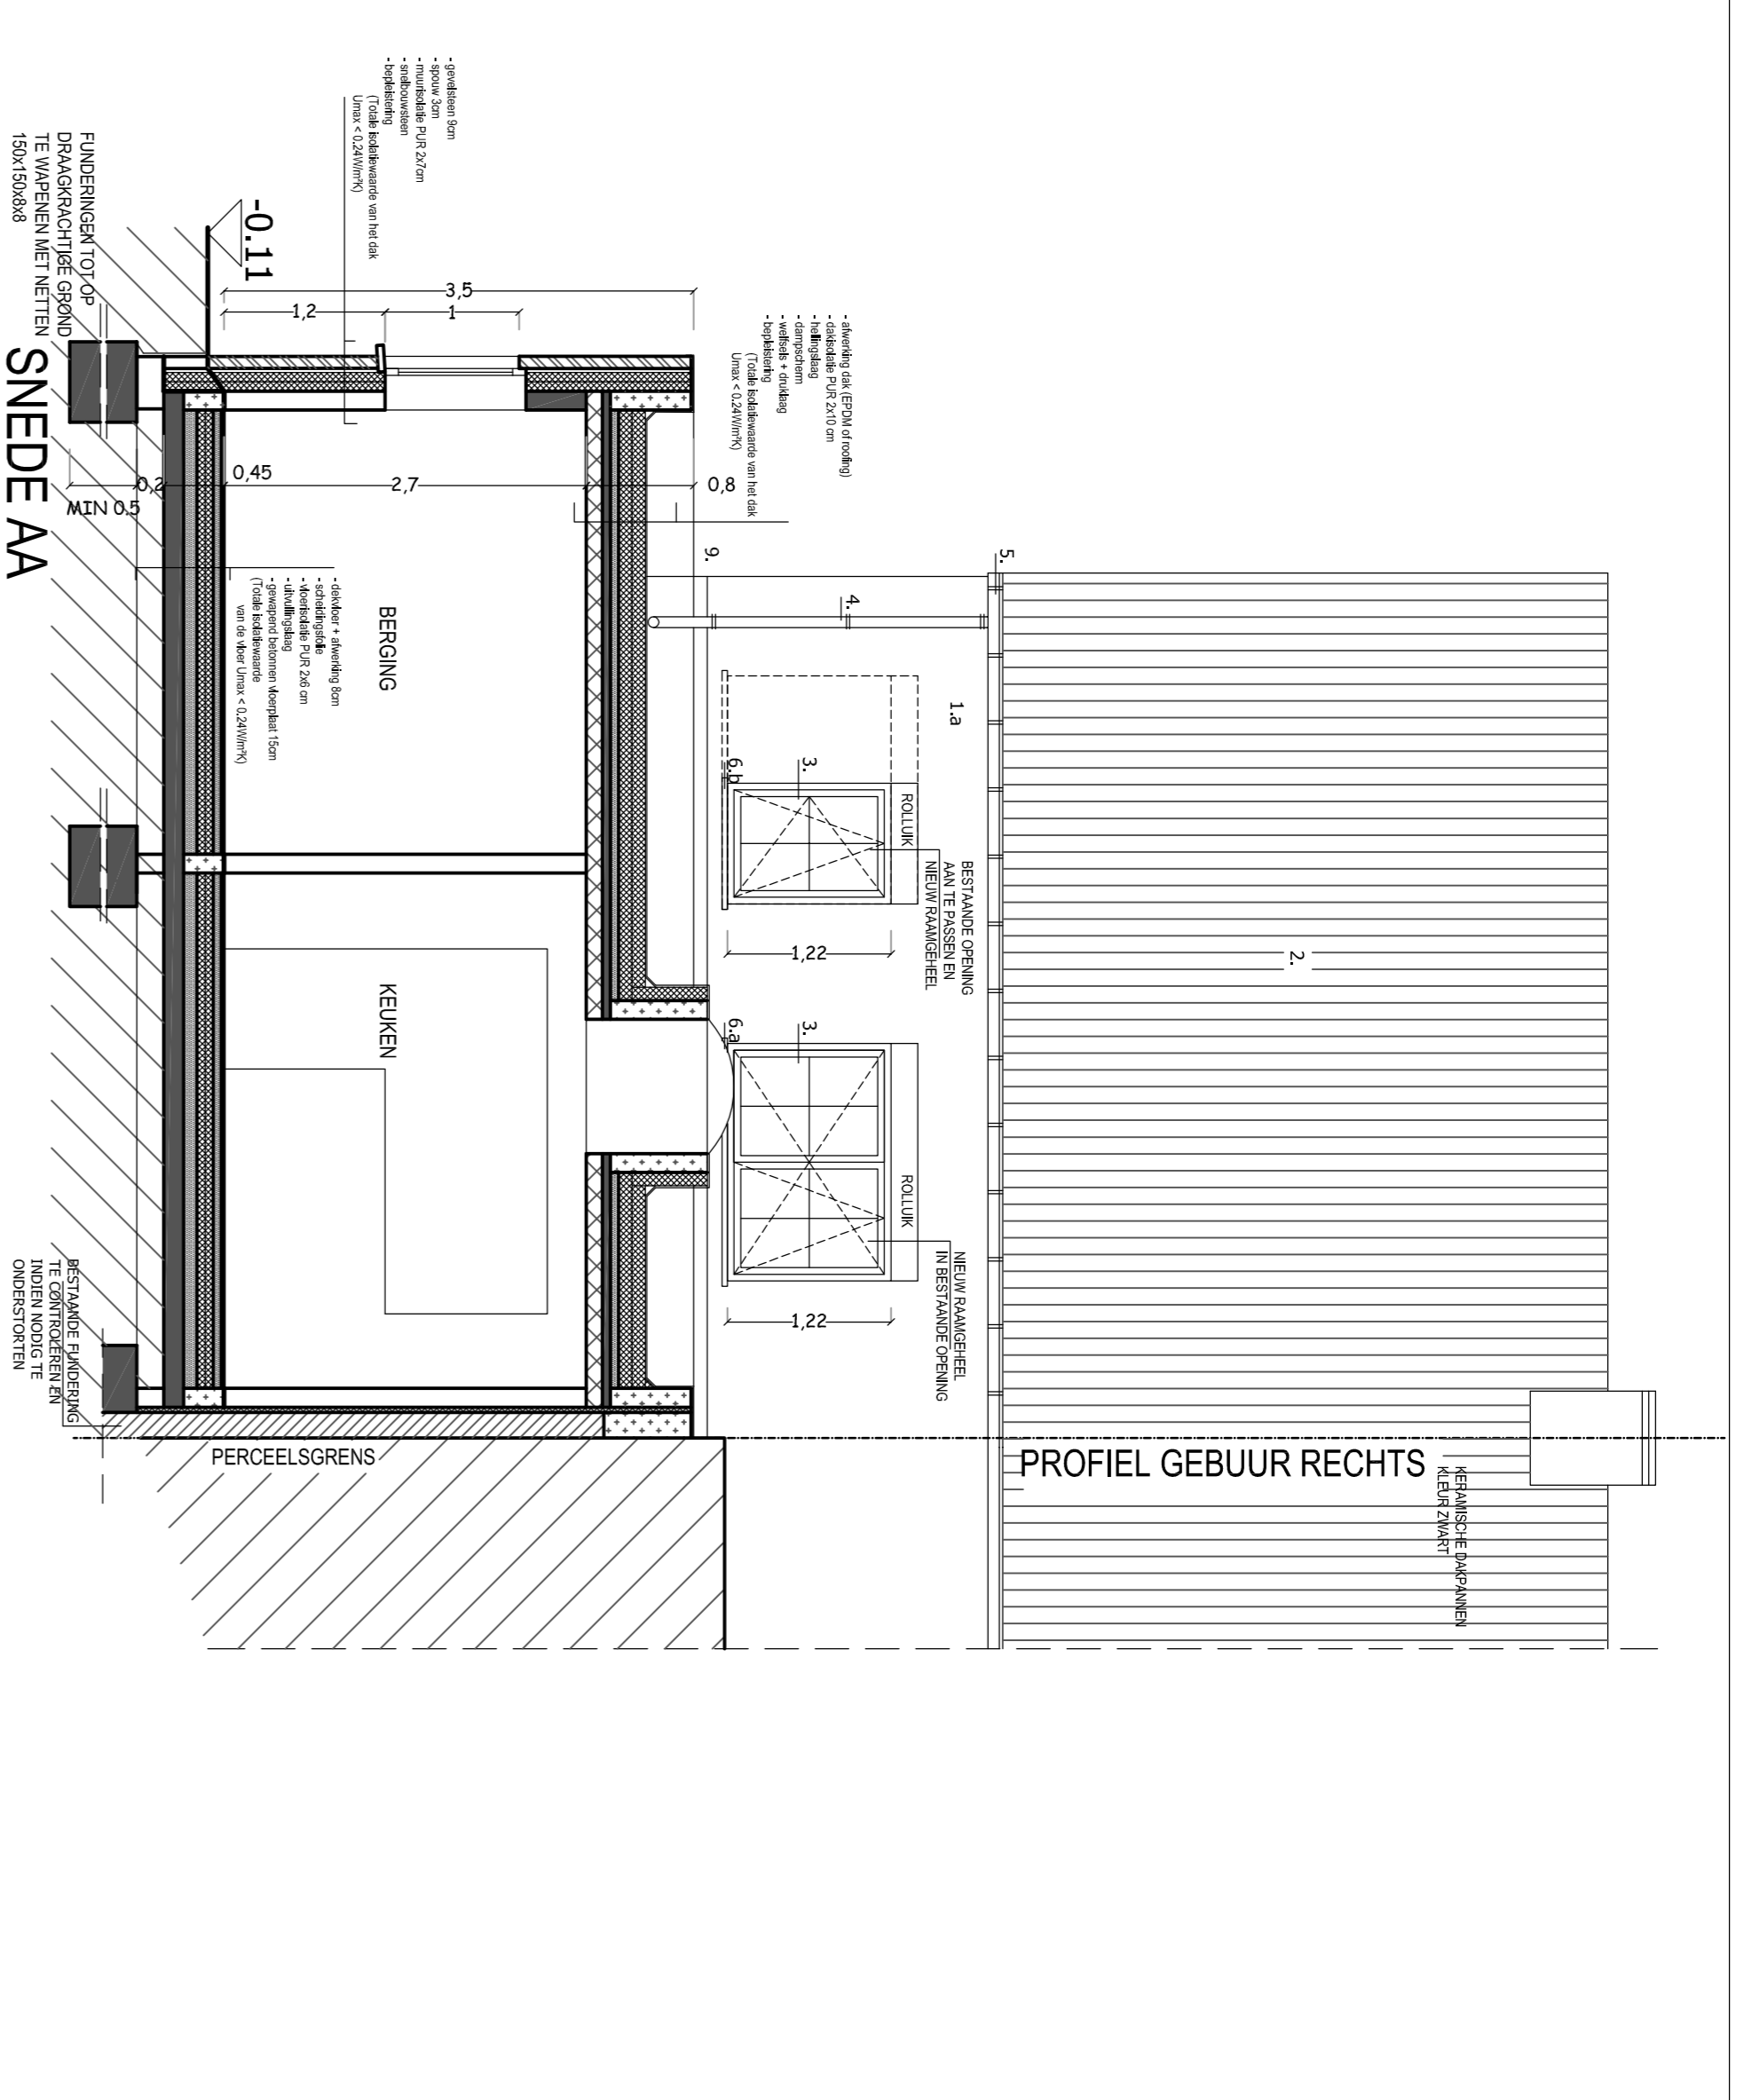 KERAMISCHE DAKPANNEN
KLEUR ZWART
PROFIEL GEBUUR RECHTS
2.
5.
4.
9.
1.a
BESTAANDE OPENING
AAN TE PASSEN EN
NIEUW RAAMGEHEEL
ROLLUIK
3.
6.b
1,22
NIEUW RAAMGEHEEL
IN BESTAANDE OPENING
ROLLUIK
3.
6.a
1,22
- afwerking dak (EPDM of roofing)
- dakisolatie PUR 2x10 cm
- hellingslaag
- dampscherm
- welfsels + druklaag
- bepleistering
(Totale isolatiewaarde van het dak
Umax < 0.24W/m²K)
- gevelsteen 9cm
- spouw 3cm
- muurisolatie PUR 2x7cm
- snelbouwsteen
- bepleistering
(Totale isolatiewaarde van het dak
Umax < 0.24W/m²K)
3,5
1,2
1
0,8
2,7
0,45
0,2
MIN 0.5
-0.11
BERGING
KEUKEN
- dekvloer + afwerking 8cm
- scheidingsfolie
- vloerisolatie PUR 2x6 cm
- uitvullingslaag
- gewapend betonnen vloerplaat 15cm
(Totale isolatiewaarde
van de vloer Umax < 0.24W/m²K)
PERCEELSGRENS
FUNDERINGEN TOT OP
DRAAGKRACHTIGE GROND
TE WAPENEN MET NETTEN
150x150x8x8
BESTAANDE FUNDERING
TE CONTROLEREN EN
INDIEN NODIG TE
ONDERSTORTEN
SNEDE AA